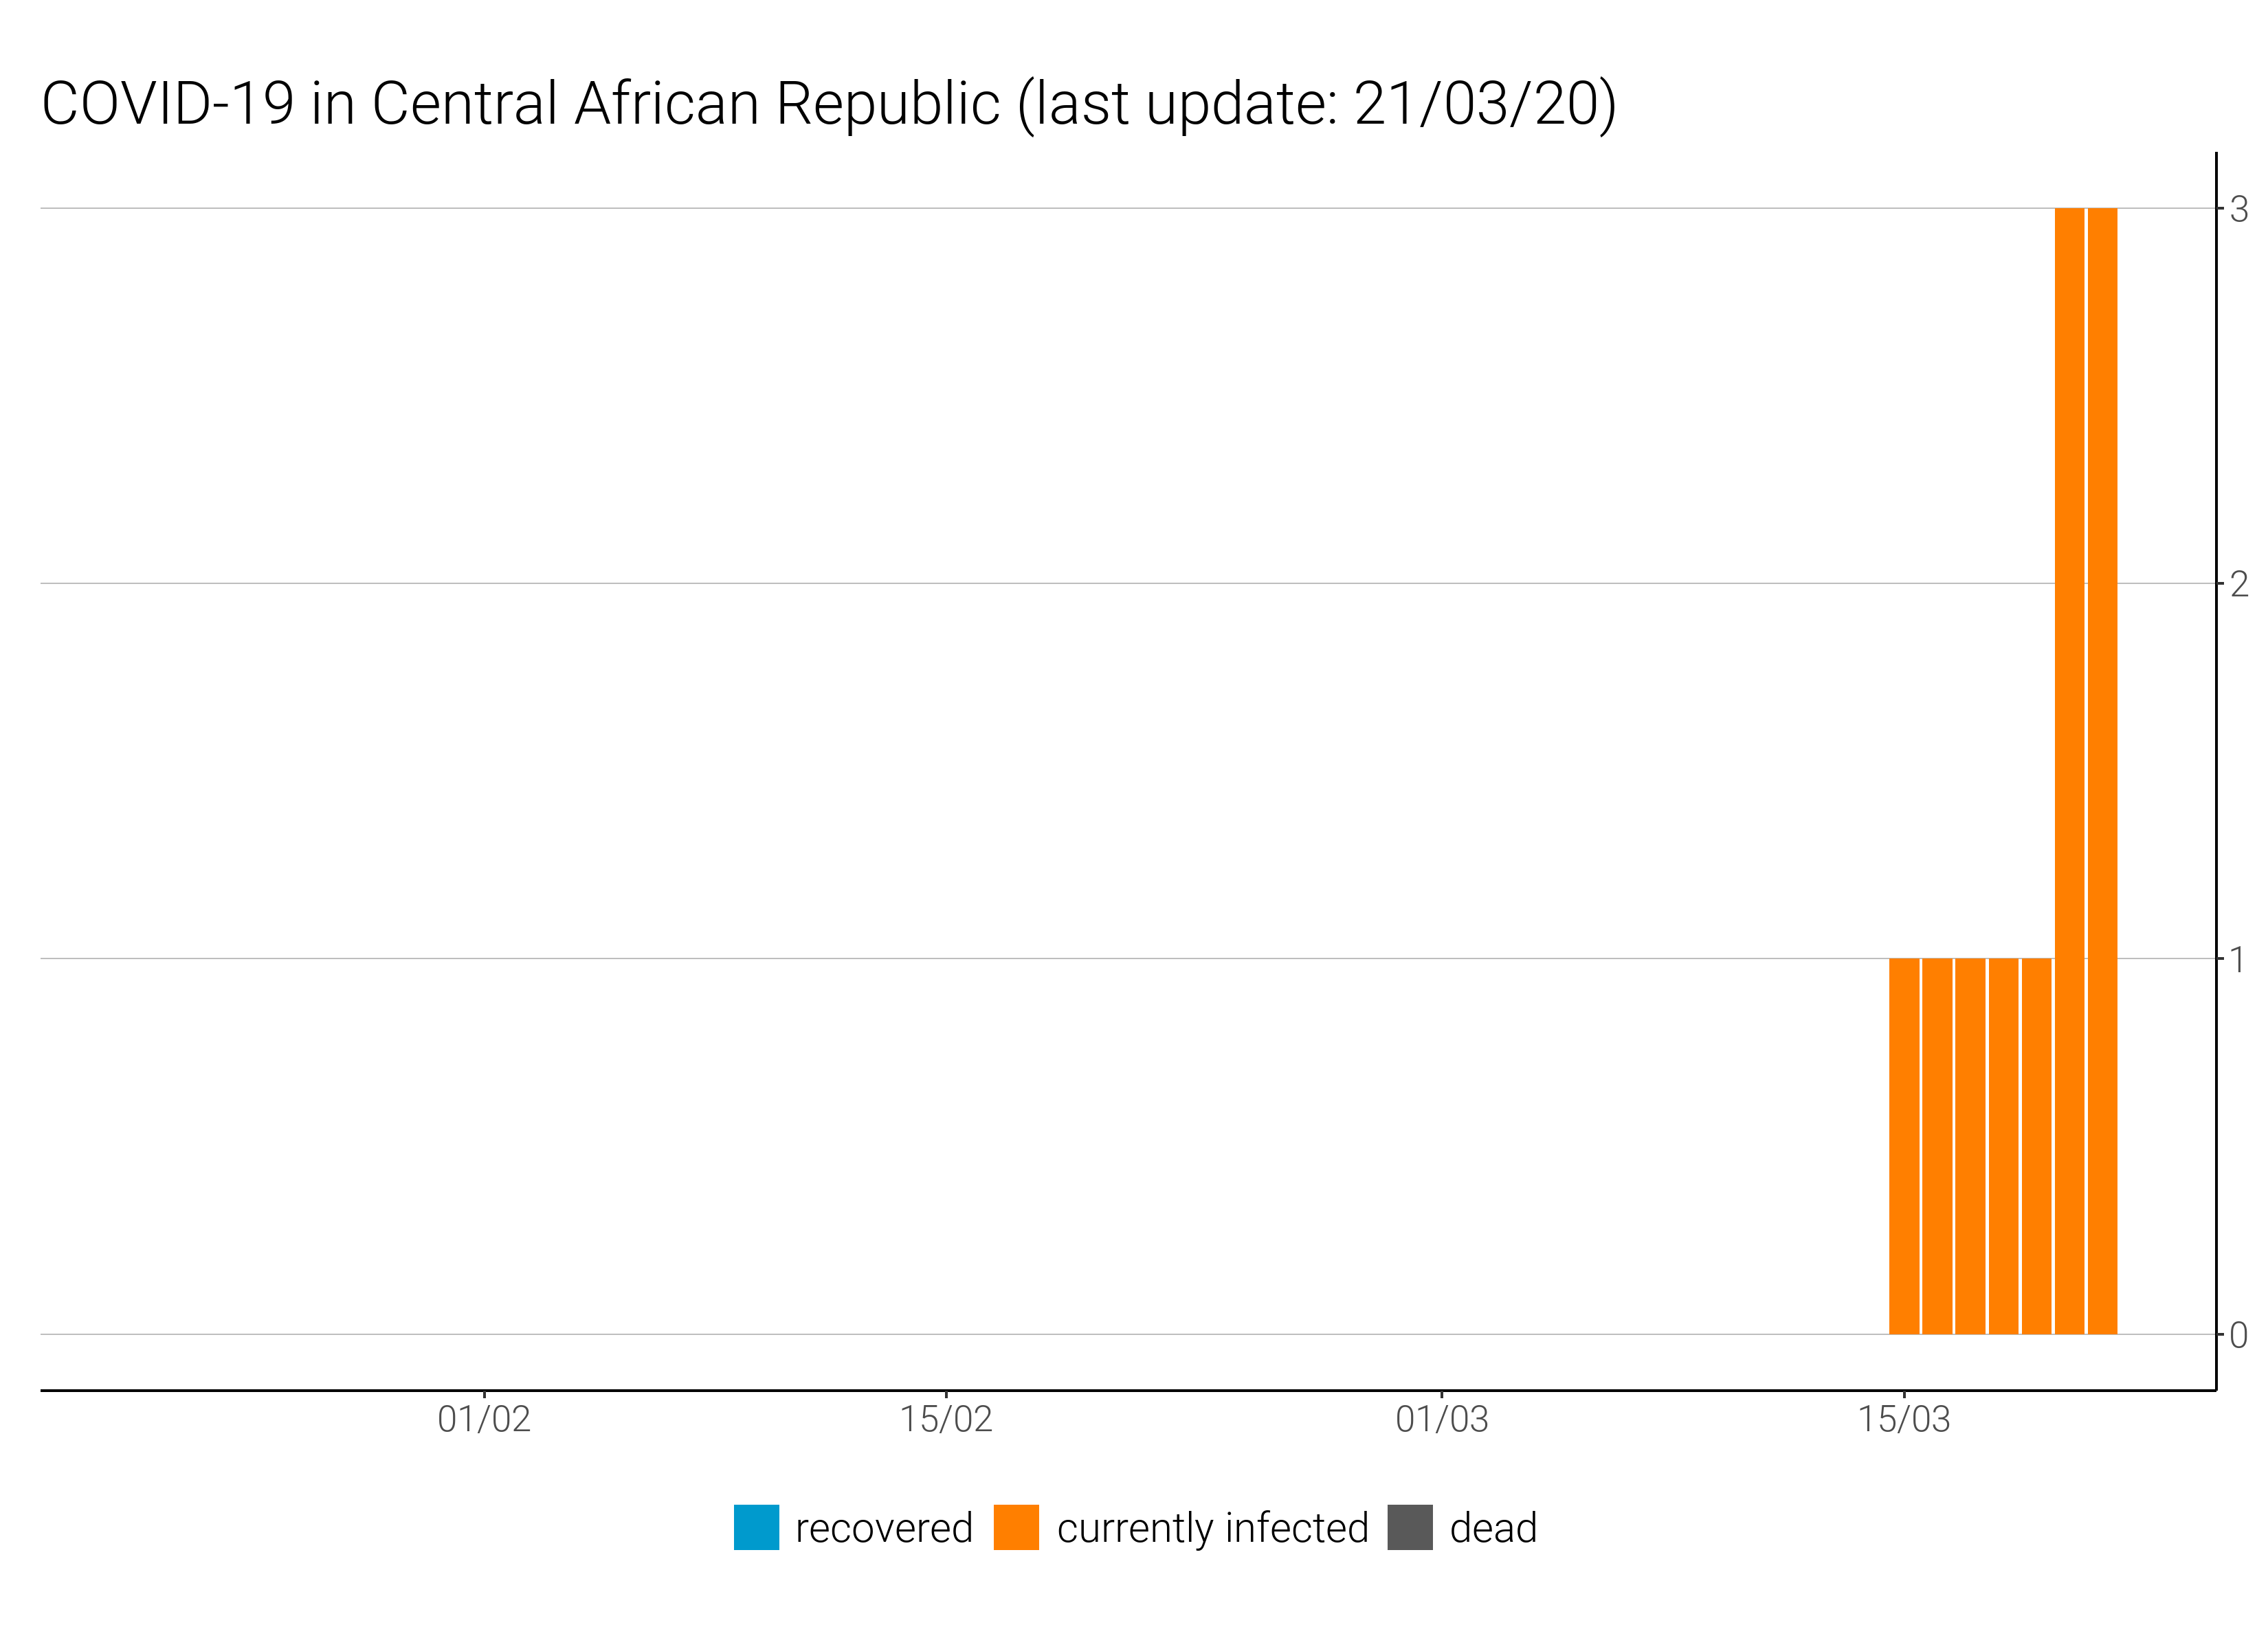 COVID-19 in Central African Republic (last update: 21/03/20)
3
2
1
0
01/02 15/02 01/03 15/03
recovered currently infected dead